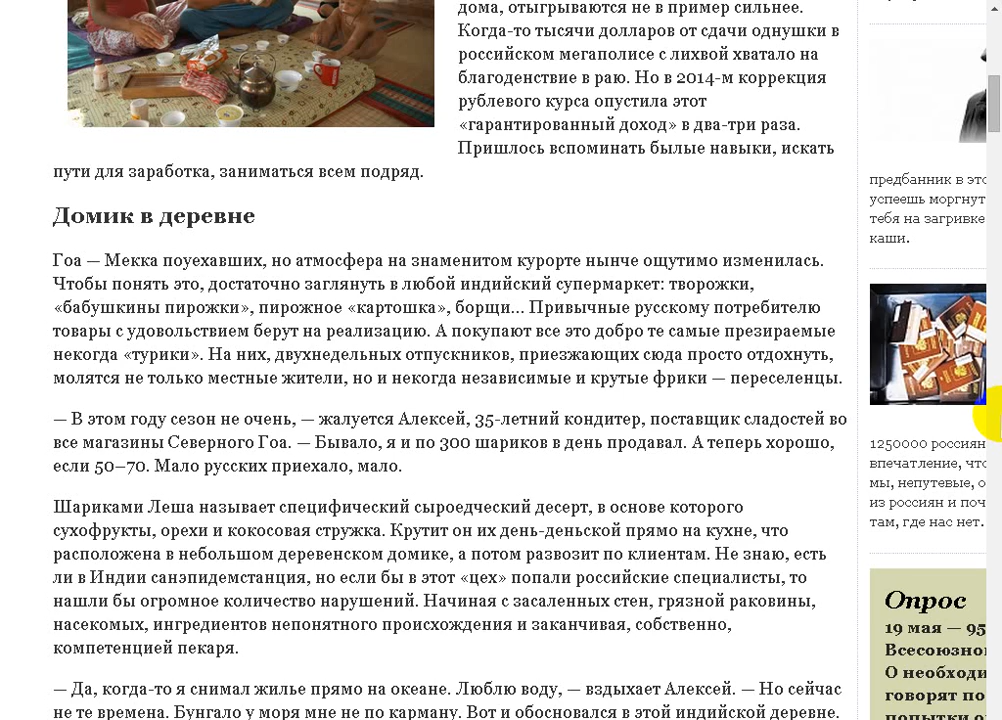 дома, отыгрываются не в пример сильнее.
Когда-то тысячи долларов от сдачи однушки в
российском мегаполисе с лихвой хватало на
благоденствие в раю. Но в 2014-м коррекция
рублевого курса опустила этот
«гарантированный доход» в два-три раза.
Пришлось вспоминать былые навыки, искать
пути для заработка, заниматься всем подряд.
Домик в деревне
Гоа — Мекка поуехавших, но атмосфера на знаменитом курорте нынче ощутимо изменилась.
Чтобы понять это, достаточно заглянуть в любой индийский супермаркет: творожки,
«бабушкины пирожки», пирожное «картошка», борщи... Привычные русскому потребителю
товары с удовольствием берут на реализацию. А покупают все это добро те самые презираемые
некогда «турики». На них, двухнедельных отпускников, приезжающих сюда просто отдохнуть,
молятся не только местные жители, но и некогда независимые и крутые фрики — переселенцы.
— В этом году сезон не очень, — жалуется Алексей, 35-летний кондитер, поставщик сладостей во
все магазины Северного Гоа. — Бывало, я и по 300 шариков в день продавал. А теперь хорошо,
если 50–70. Мало русских приехало, мало.
Шариками Леша называет специфический сыроедческий десерт, в основе которого
сухофрукты, орехи и кокосовая стружка. Крутит он их день-деньской прямо на кухне, что
расположена в небольшом деревенском домике, а потом развозит по клиентам. Не знаю, есть
ли в Индии санэпидемстанция, но если бы в этот «цех» попали российские специалисты, то
нашли бы огромное количество нарушений. Начиная с засаленных стен, грязной раковины,
насекомых, ингредиентов непонятного происхождения и заканчивая, собственно,
компетенцией пекаря.
— Да, когда-то я снимал жилье прямо на океане. Люблю воду, — вздыхает Алексей. — Но сейчас
не те времена. Бунгало у моря мне не по карману. Вот и обосновался в этой индийской деревне.
предбанник в это
успеешь моргнут
тебя на загривке
каши.
1250000 россиян
впечатление, что
мы, непутевые, о
из россиян и поч
там, где нас нет.
Опрос
19 мая — 95
Всесоюзно
О необходи
говорят по
попытки о